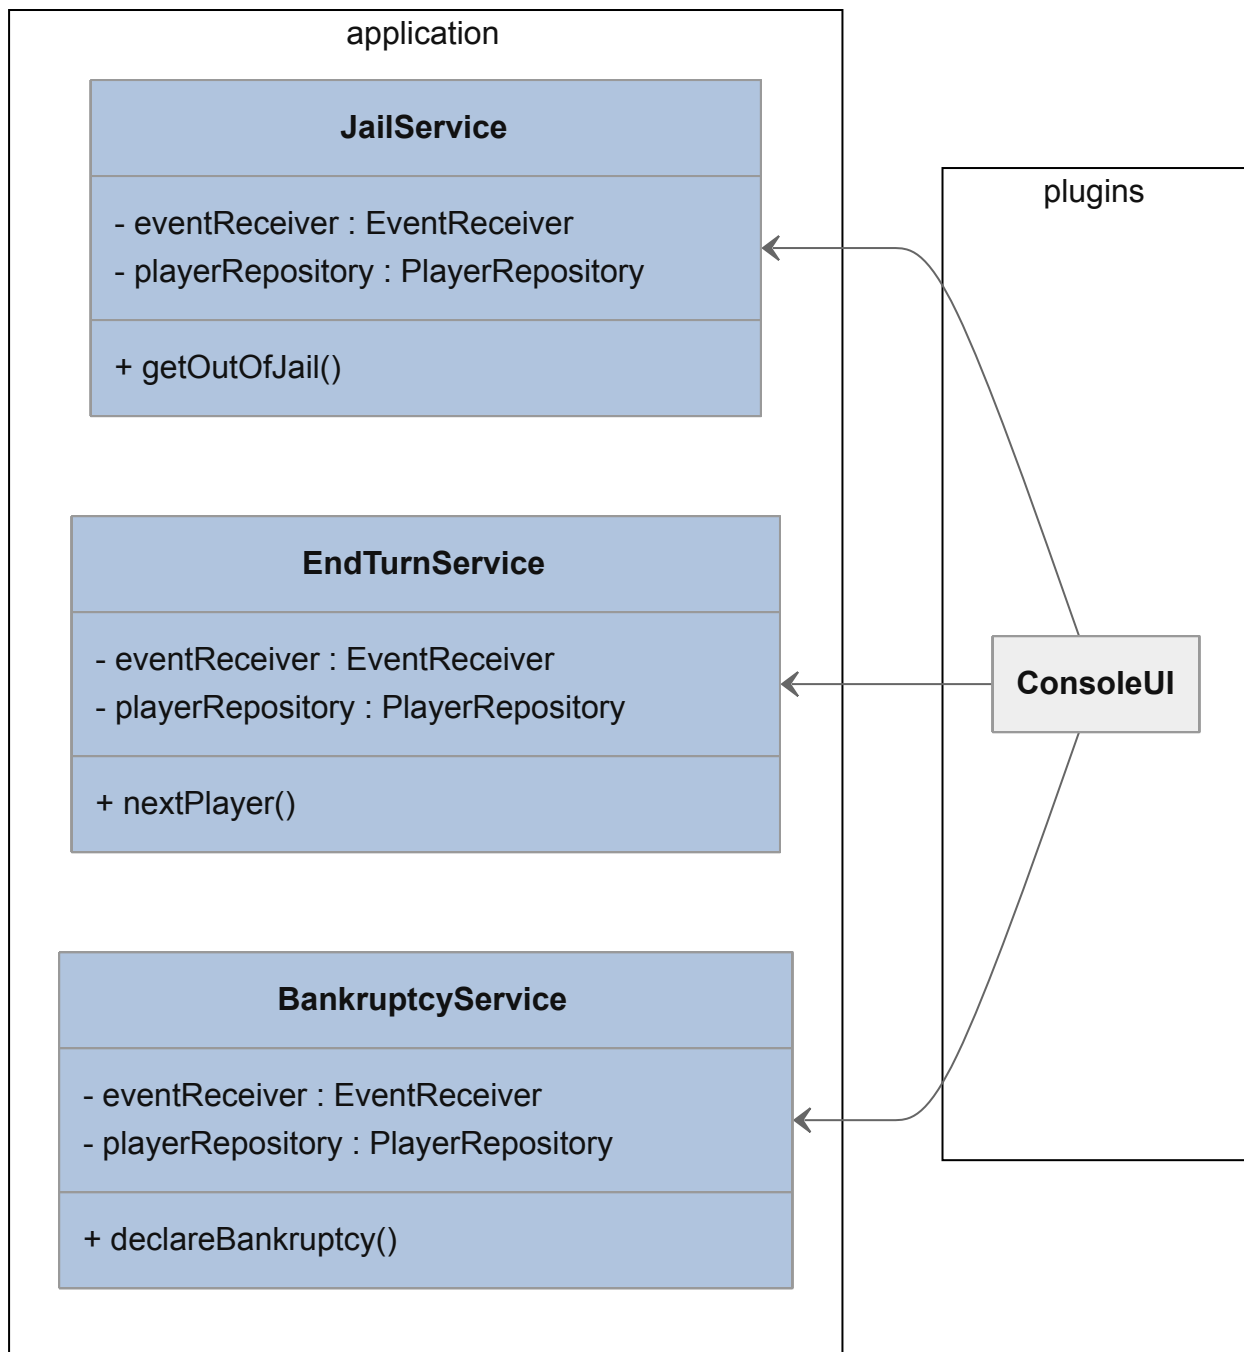 application
JailService
- eventReceiver : EventReceiver
- playerRepository : PlayerRepository
+ getOutOfJail()
EndTurnService
- eventReceiver : EventReceiver
- playerRepository : PlayerRepository
+ nextPlayer()
BankruptcyService
- eventReceiver : EventReceiver
- playerRepository : PlayerRepository
+ declareBankruptcy()
plugins
ConsoleUI